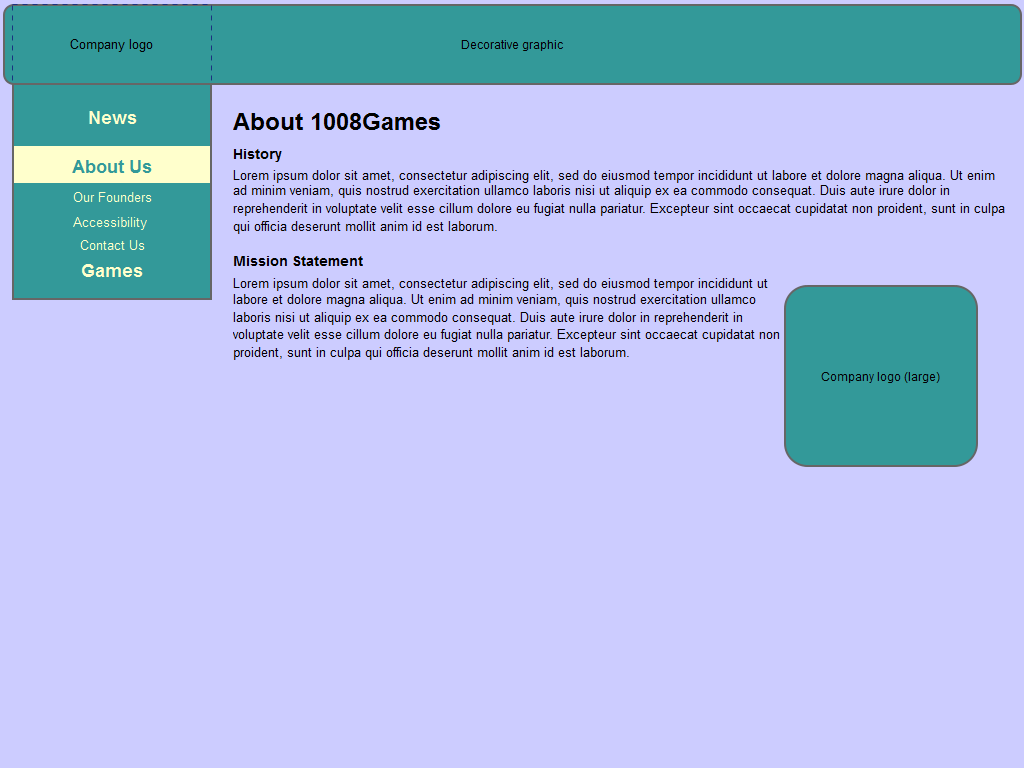 Company logo
Decorative graphic
News
About Us
Our Founders
Accessibility
Contact Us
Games
About 1008Games
History
Lorem ipsum dolor sit amet, consectetur adipiscing elit, sed do eiusmod tempor incididunt ut labore et dolore magna aliqua. Ut enim
ad minim veniam, quis nostrud exercitation ullamco laboris nisi ut aliquip ex ea commodo consequat. Duis aute irure dolor in
reprehenderit in voluptate velit esse cillum dolore eu fugiat nulla pariatur. Excepteur sint occaecat cupidatat non proident, sunt in culpa
qui officia deserunt mollit anim id est laborum.
Mission Statement
Lorem ipsum dolor sit amet, consectetur adipiscing elit, sed do eiusmod tempor incididunt ut
labore et dolore magna aliqua. Ut enim ad minim veniam, quis nostrud exercitation ullamco
laboris nisi ut aliquip ex ea commodo consequat. Duis aute irure dolor in reprehenderit in
voluptate velit esse cillum dolore eu fugiat nulla pariatur. Excepteur sint occaecat cupidatat non
proident, sunt in culpa qui officia deserunt mollit anim id est laborum.
Company logo (large)